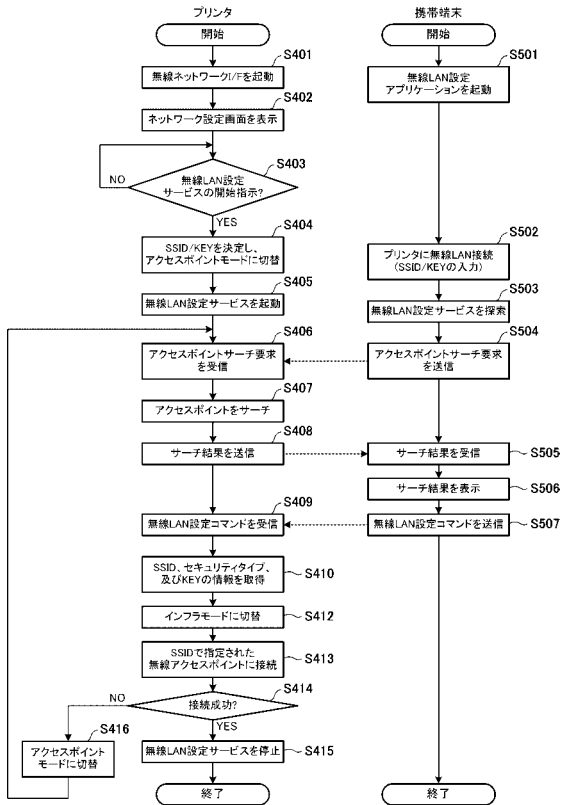 プリンタ
開始
S401
無線ネットワークI/Fを起動
S402
ネットワーク設定画面を表示
S403
無線LAN設定
サービスの開始指示?
NO
YES
S404
SSID/KEYを決定し、
アクセスポイントモードに切替
S405
無線LAN設定サービスを起動
S406
アクセスポイントサーチ要求
を受信
S407
アクセスポイントをサーチ
S408
サーチ結果を送信
S409
無線LAN設定コマンドを受信
SSID、セキュリティタイプ、
及びKEYの情報を取得
S410
インフラモードに切替
S412
SSIDで指定された
無線アクセスポイントに接続
S413
S414
接続成功?
NO
YES
S416
アクセスポイント
モードに切替
無線LAN設定サービスを停止
S415
終了
携帯端末
開始
S501
無線LAN設定
アプリケーションを起動
S502
プリンタに無線LAN接続
(SSID/KEYの入力)
S503
無線LAN設定サービスを探索
S504
アクセスポイントサーチ要求
を送信
サーチ結果を受信
S505
サーチ結果を表示
S506
無線LAN設定コマンドを送信
S507
終了